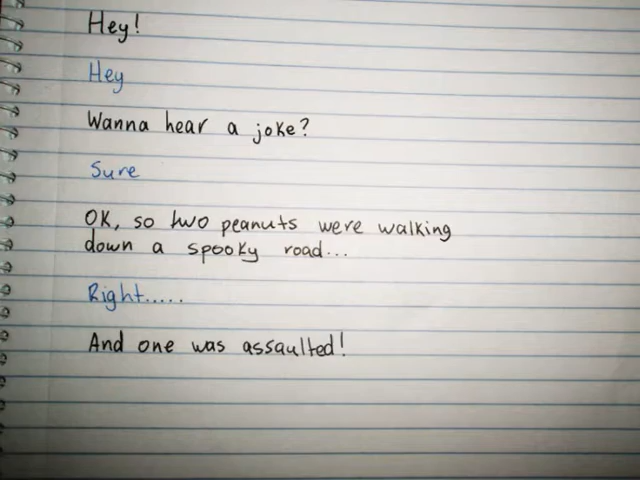 Hey!
Hey
Wanna hear a joke?
Sure
OK, so two peanuts were walking
down a spooky road...
Right.....
And one was assaulted!